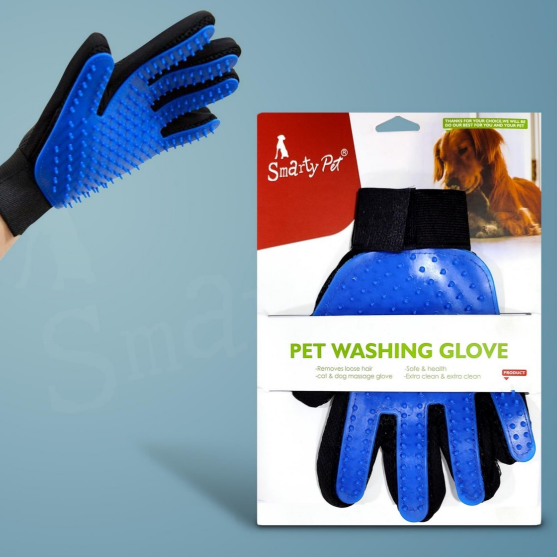 THANKS FOR YOUR CHOICE,WE WILL BE
DO OUR BEST FOR YOU AND YOUR PET
Smarty Pet®
Smarty
PET WASHING GLOVE
-Removes loose hair
-cat & dog massage glove
-Safe & health
-Extra clean & extra clean
PRODUCT